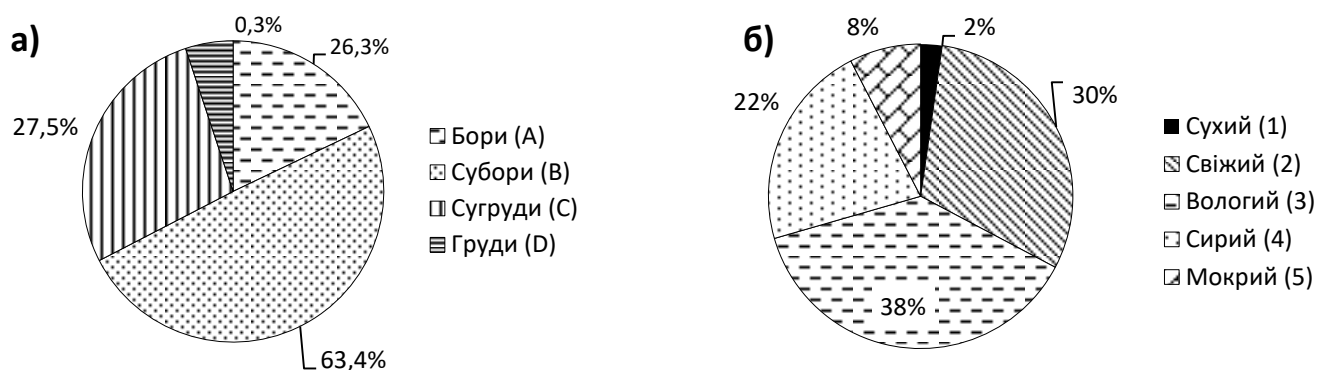 а)
0,3%
26,3%
27,5%
63,4%
Бори (A)
Субори (B)
Сугруди (C)
Груди (D)
б)
8%
2%
30%
22%
38%
Сухий (1)
Свіжий (2)
Вологий (3)
Сирий (4)
Мокрий (5)